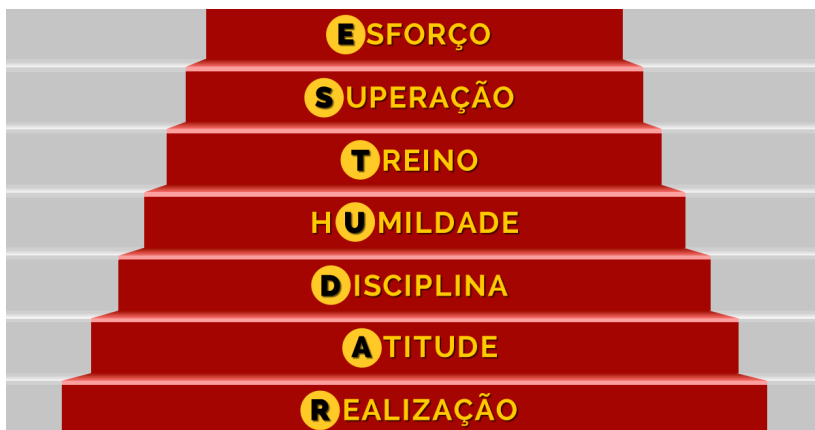 ESFORÇO
SUPERAÇÃO
TREINO
HUMILDADE
DISCIPLINA
ATITUDE
REALIZAÇÃO